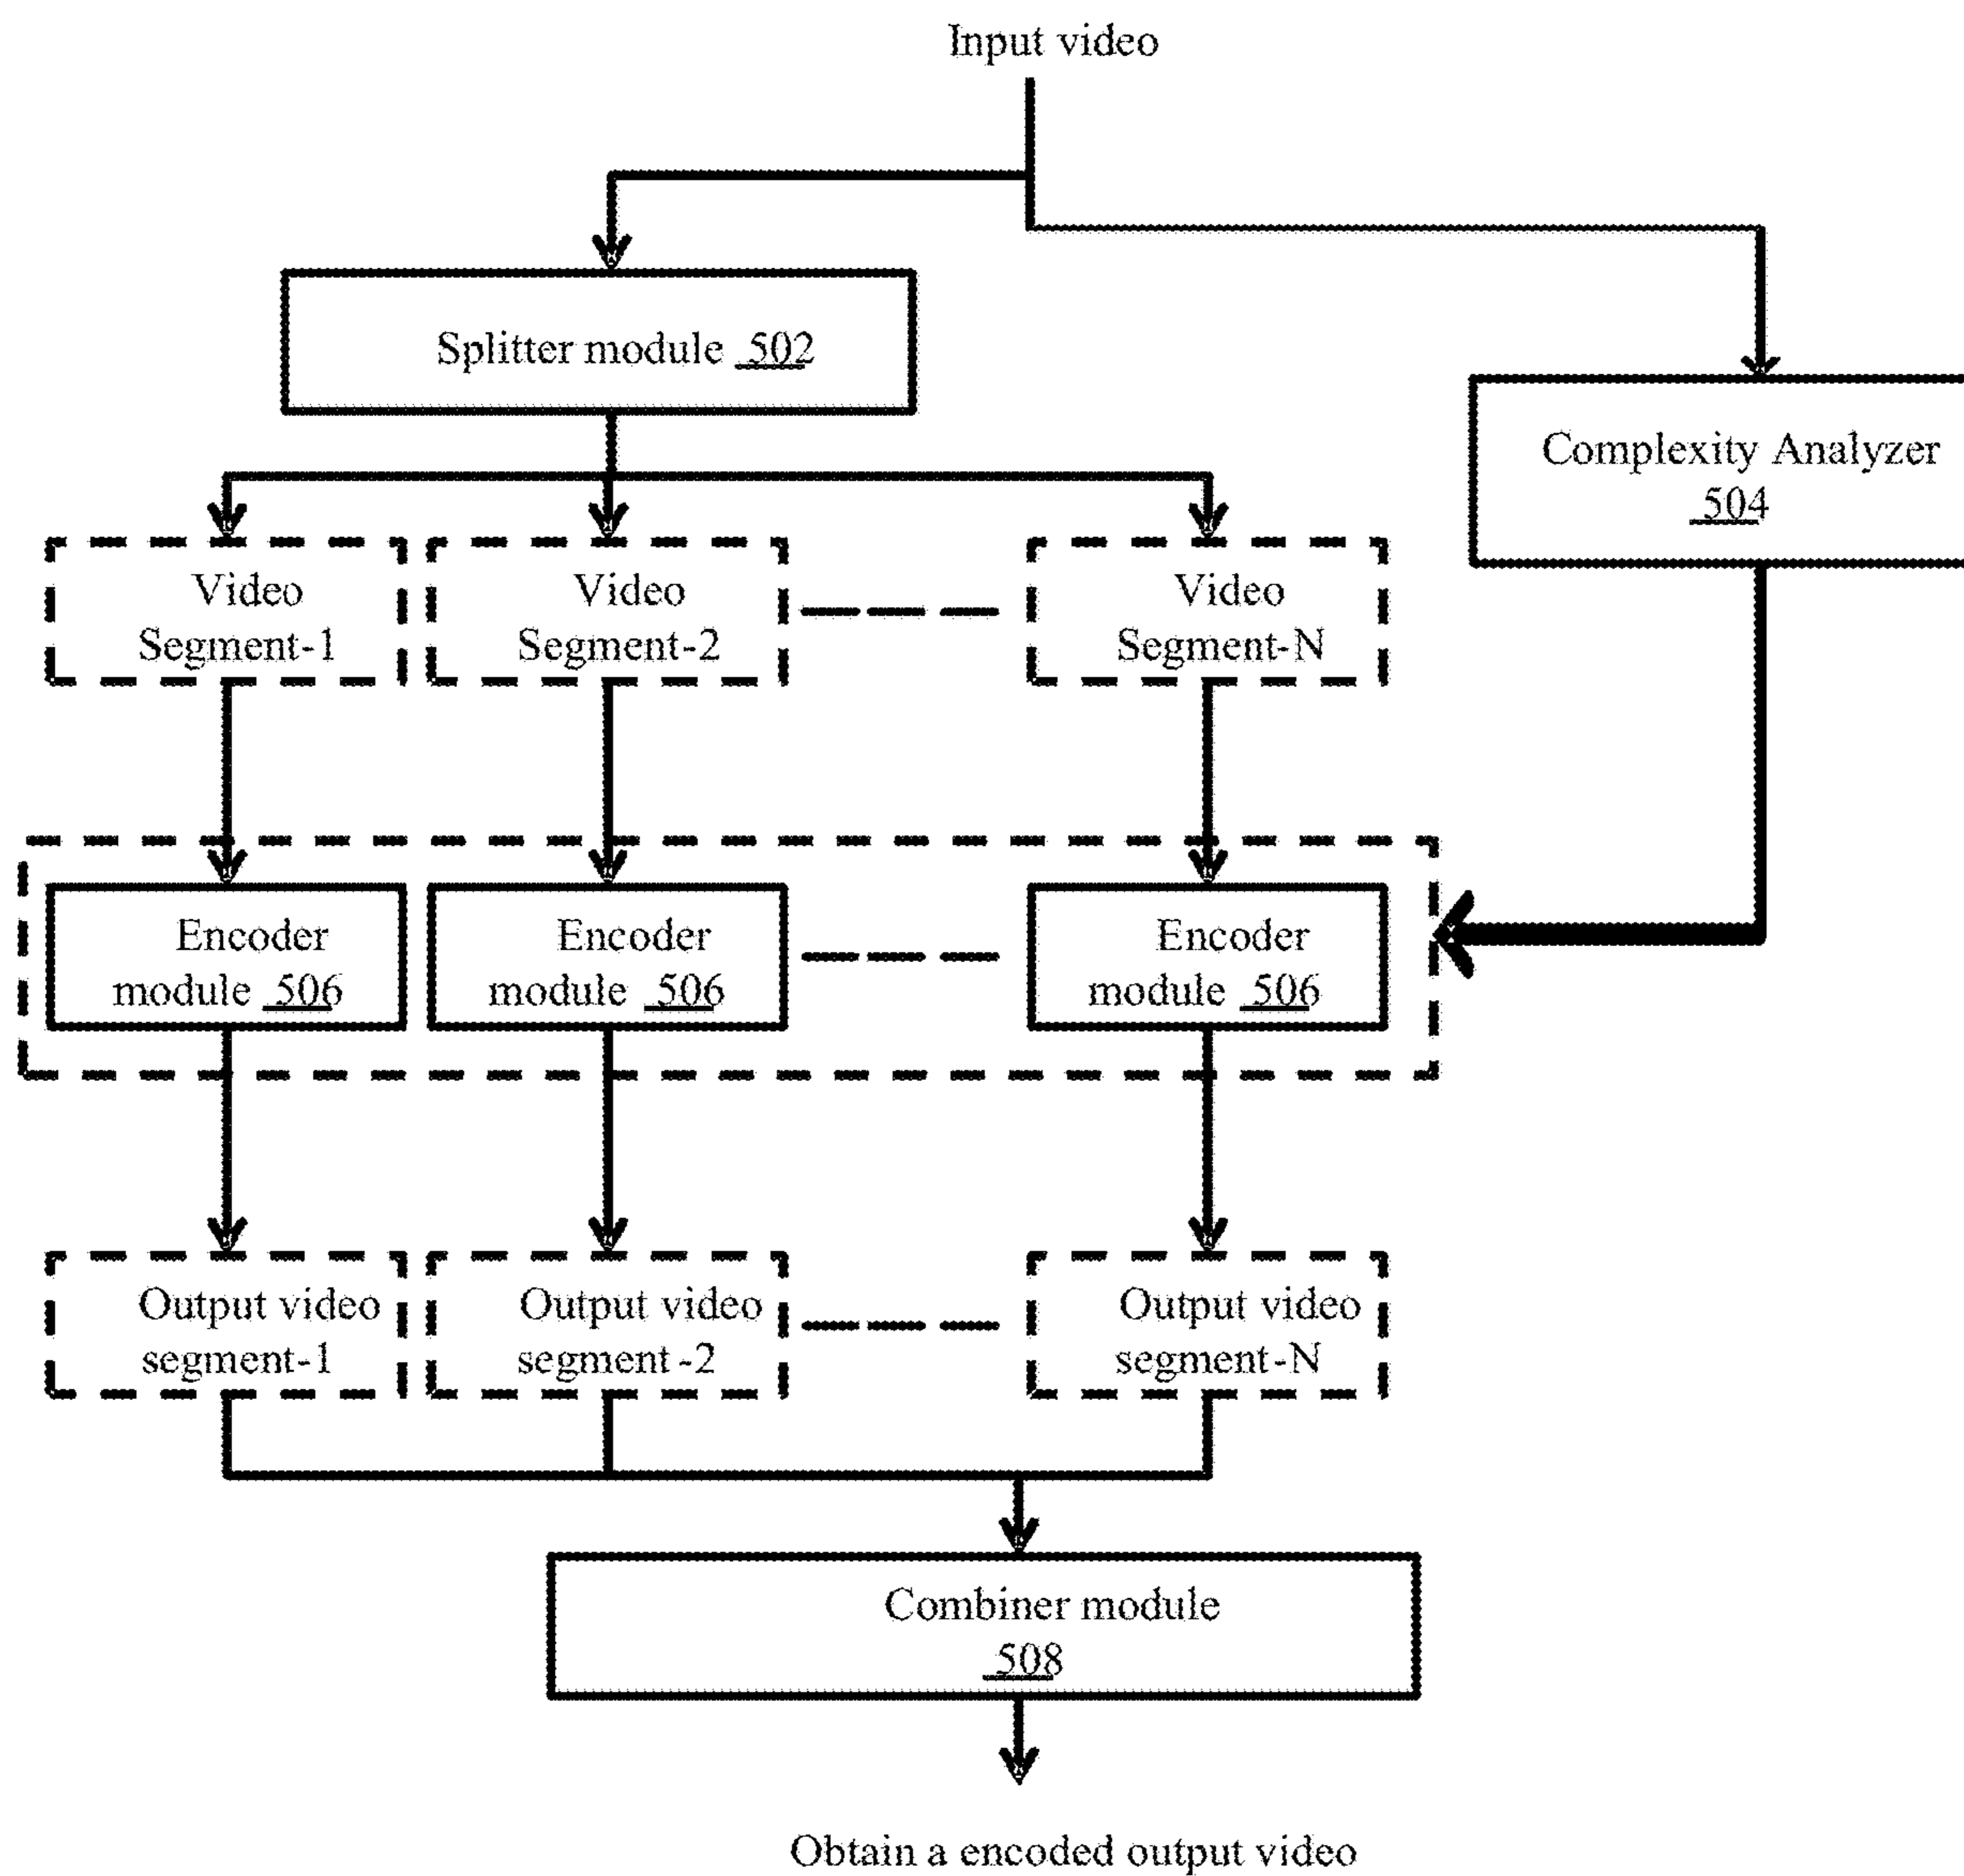 Input video
Splitter module 502
Complexity Analyzer
504
Video
Segment-1
Video
Segment-2
Video
Segment-N
Encoder
module 506
Encoder
module 506
Encoder
module 506
Output video
segment-1
Output video
segment-2
Output video
segment-N
Combiner module
508
Obtain a encoded output video